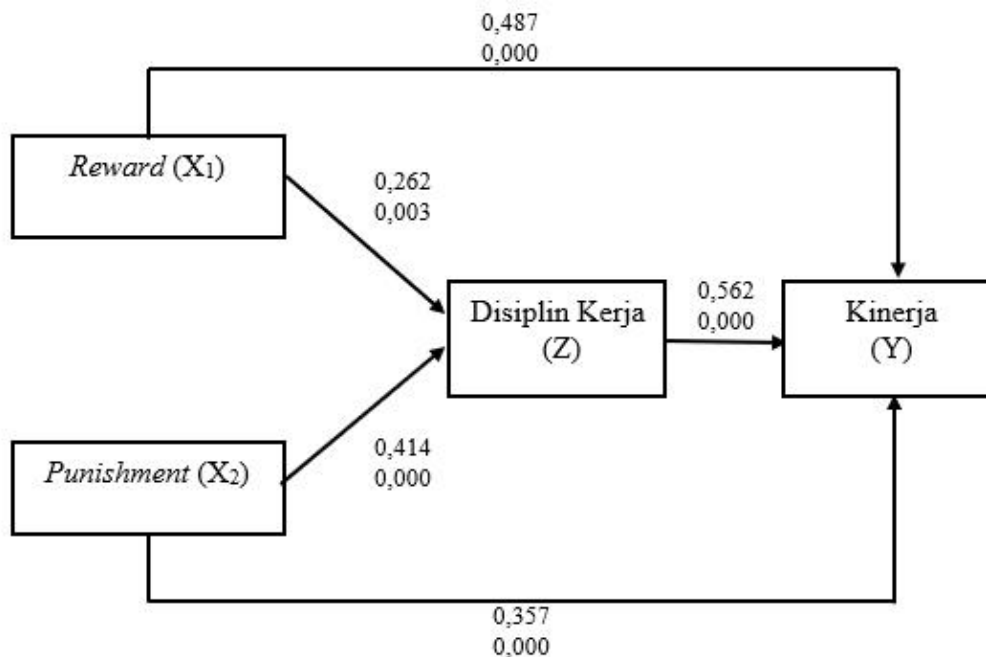 0,487
0,000
Reward (X1)
0,262
0,003
Disiplin Kerja
(Z)
0,562
0,000
Kinerja
(Y)
Punishment (X2)
0,414
0,000
0,357
0,000